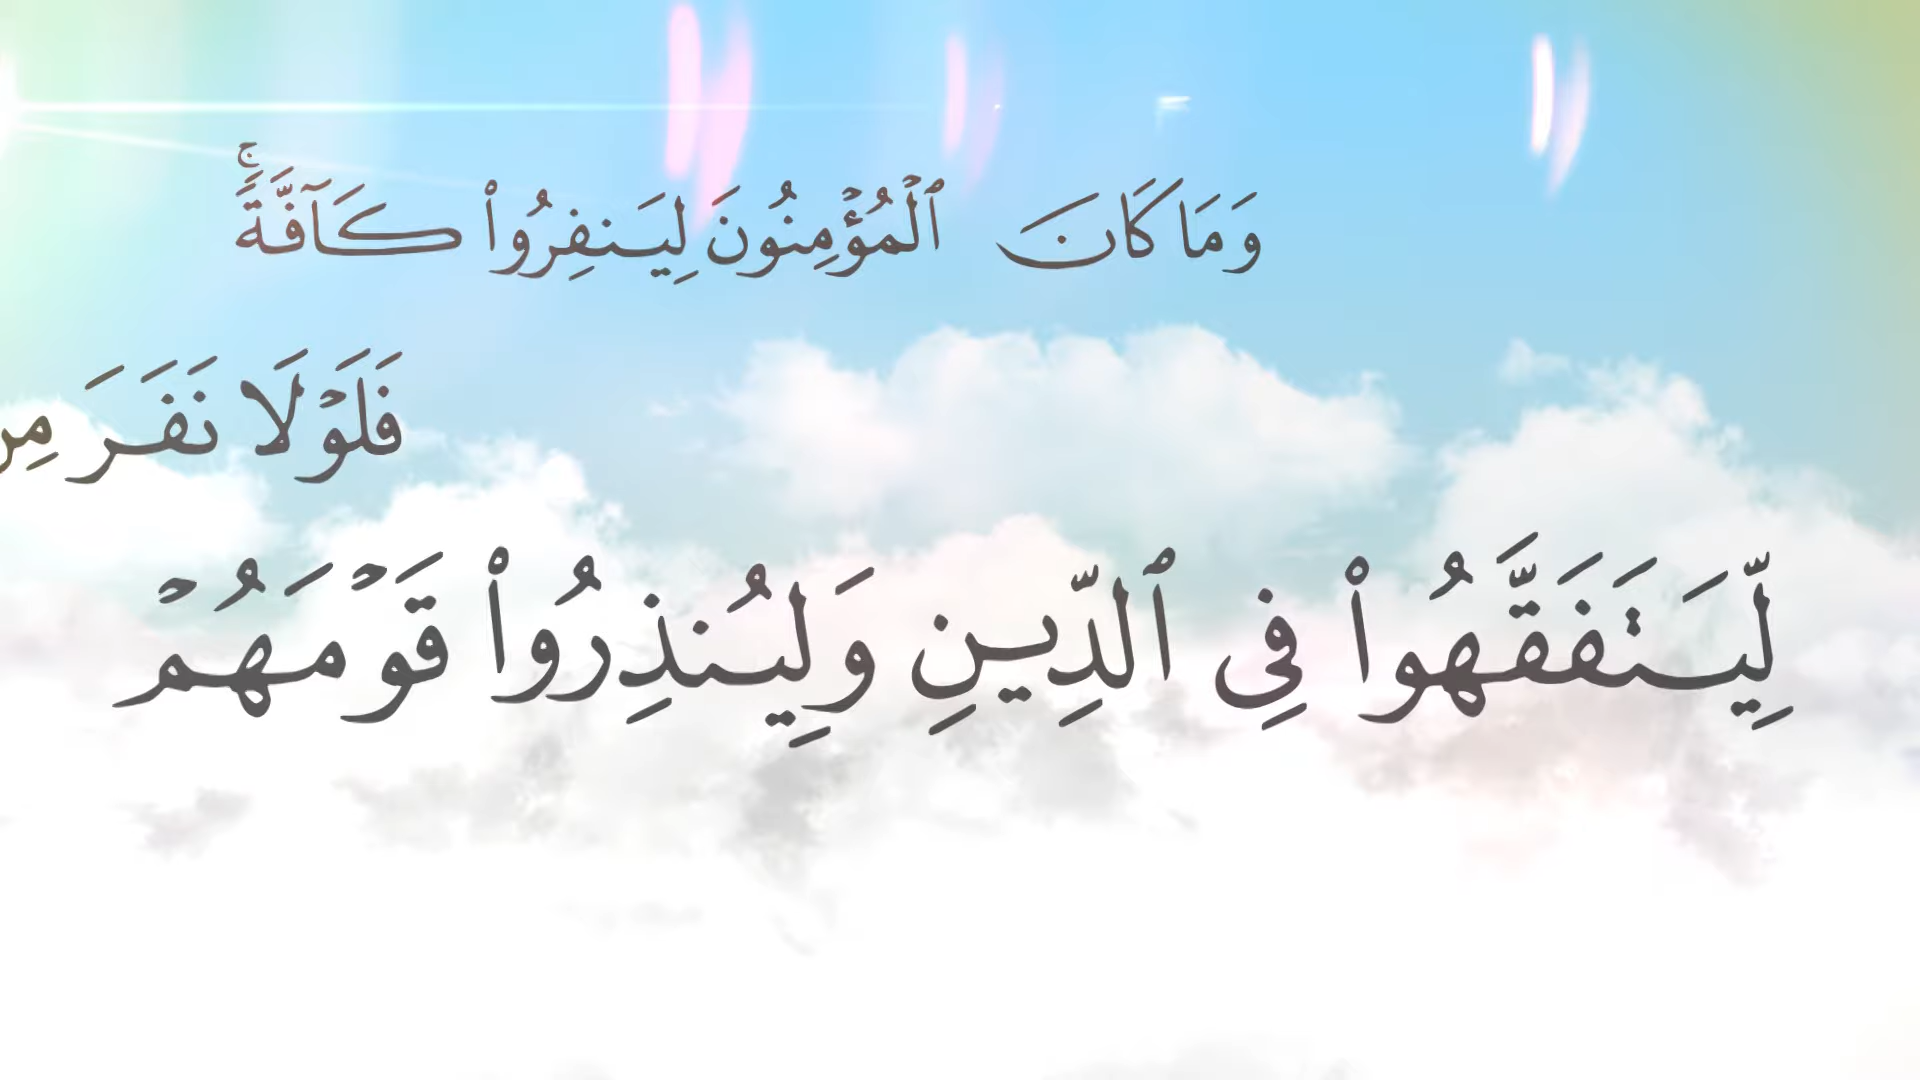 وَمَا كَانَ ٱلْمُؤْمِنُونَ لِيَنفِرُوا۟ كَآفَّةً ۚ
فَلَوْلَا نَفَرَ مِن
لِّيَتَفَقَّهُوا۟ فِى ٱلدِّينِ وَلِيُنذِرُوا۟ قَوْمَهُمْ